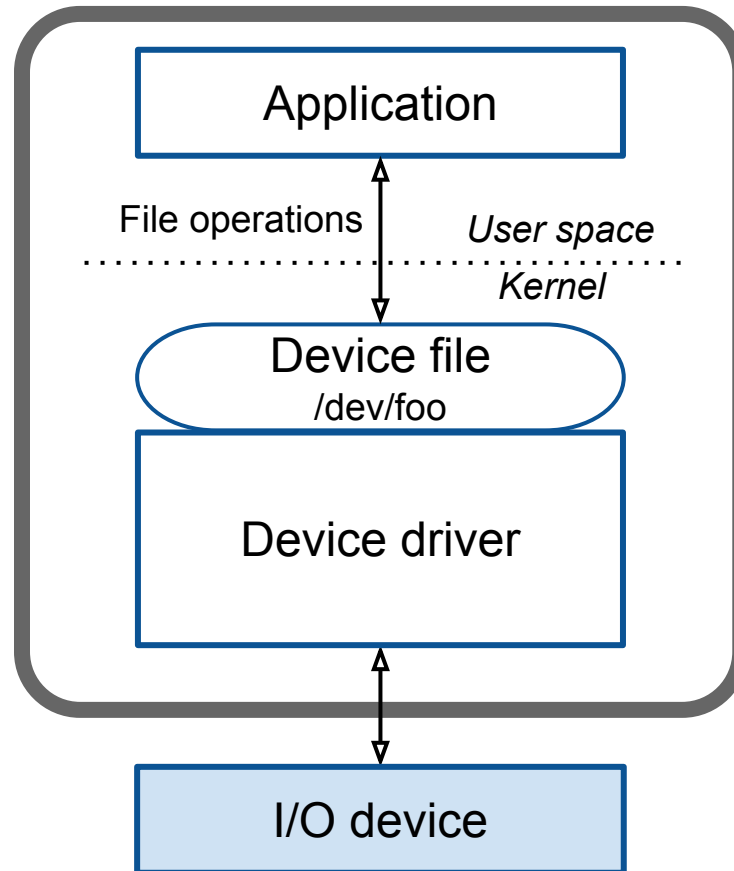 Application
File operations
User space
Kernel
Device file
/dev/foo
Device driver
I/O device